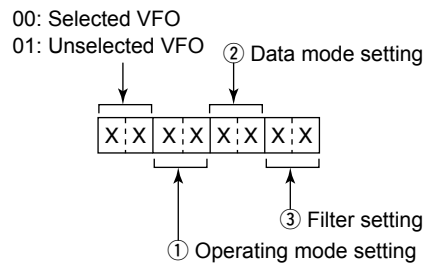 00: Selected VFO
01: Unselected VFO
② Data mode setting
X X X X X X X X
③ Filter setting
① Operating mode setting